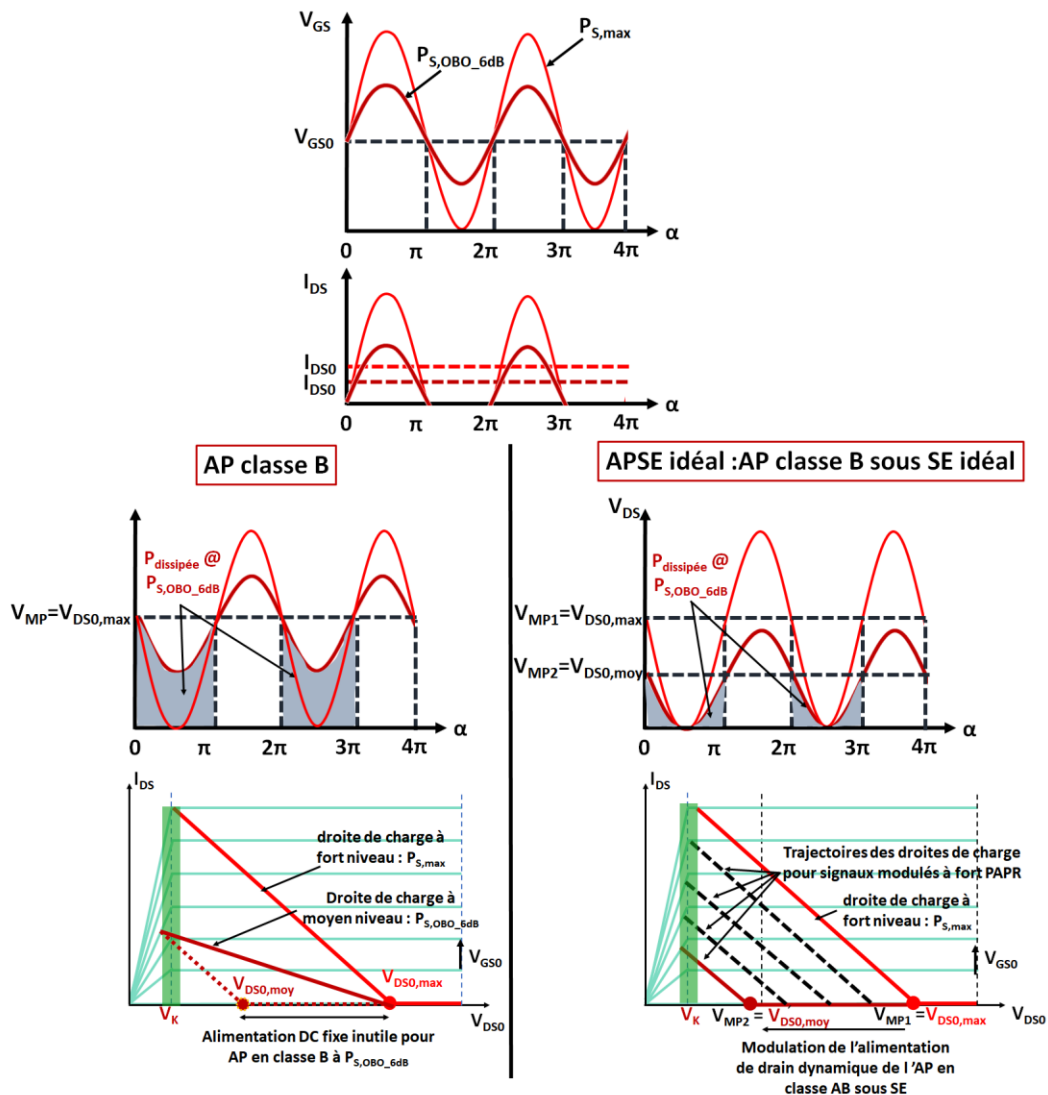 V_GS
P_S,max
P_S,OBO_6dB
V_GS0
α
0 π 2π 3π 4π
I_DS
I_DS0
I_DS0
α
0 π 2π 3π 4π
AP classe B
P_dissipée @
P_S,OBO_6dB
V_MP=V_DS0,max
α
0 π 2π 3π 4π
I_DS
droite de charge à
fort niveau : P_S,max
Droite de charge à
moyen niveau : P_S,OBO_6dB
V_GS0
V_DS0,moy
V_DS0,max
V_K
V_DS0
Alimentation DC fixe inutile pour
AP en classe B à P_S,OBO_6dB
APSE idéal :AP classe B sous SE idéal
V_DS
P_dissipée @
P_S,OBO_6dB
V_MP1=V_DS0,max
V_MP2=V_DS0,moy
α
0 π 2π 3π 4π
I_DS
Trajectoires des droites de charge
pour signaux modulés à fort PAPR
droite de charge à
fort niveau : P_S,max
V_GS0
V_K V_MP2 = V_DS0,moy V_MP1 = V_DS0,max V_DS0
Modulation de l'alimentation
de drain dynamique de l 'AP en
classe AB sous SE